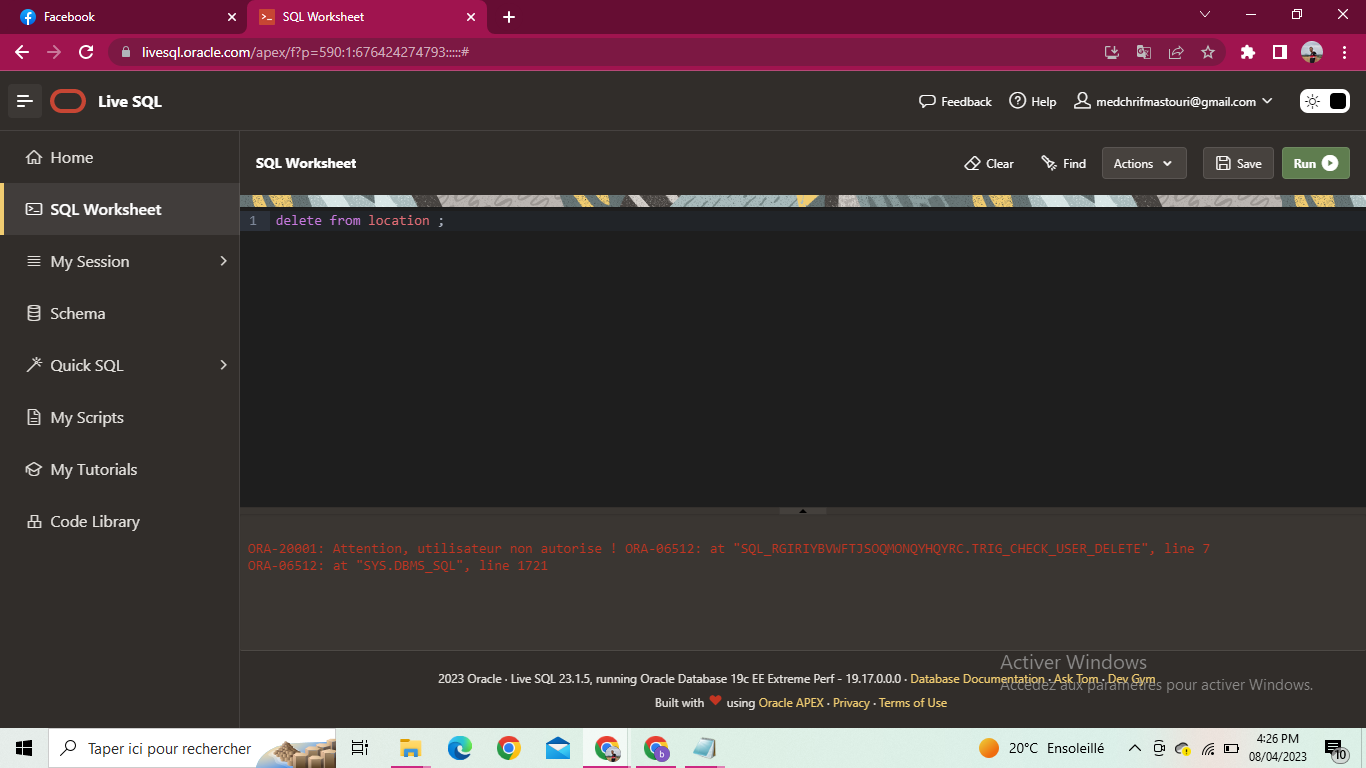 Facebook
SQL Worksheet
livesql.oracle.com/apex/f?p=590:1:676424274793:::::#
Live SQL
Feedback
Help
medchrifmastouri@gmail.com
Home
SQL Worksheet
My Session
Schema
Quick SQL
My Scripts
My Tutorials
Code Library
SQL Worksheet
Clear
Find
Actions
Save
Run
1 delete from location ;
ORA-20001: Attention, utilisateur non autorise ! ORA-06512: at "SQL_RGIRIYBVWFTJSOQMONQYHQYRC.TRIG_CHECK_USER_DELETE", line 7
ORA-06512: at "SYS.DBMS_SQL", line 1721
2023 Oracle · Live SQL 23.1.5, running Oracle Database 19c EE Extreme Perf - 19.17.0.0.0 · Database Documentation · Ask Tom · Dev Gym
Built with ♥ using Oracle APEX · Privacy · Terms of Use
Activer Windows
Accédez aux paramètres pour activer Windows.
Taper ici pour rechercher
b
20°C Ensoleillé
4:26 PM
08/04/2023
10